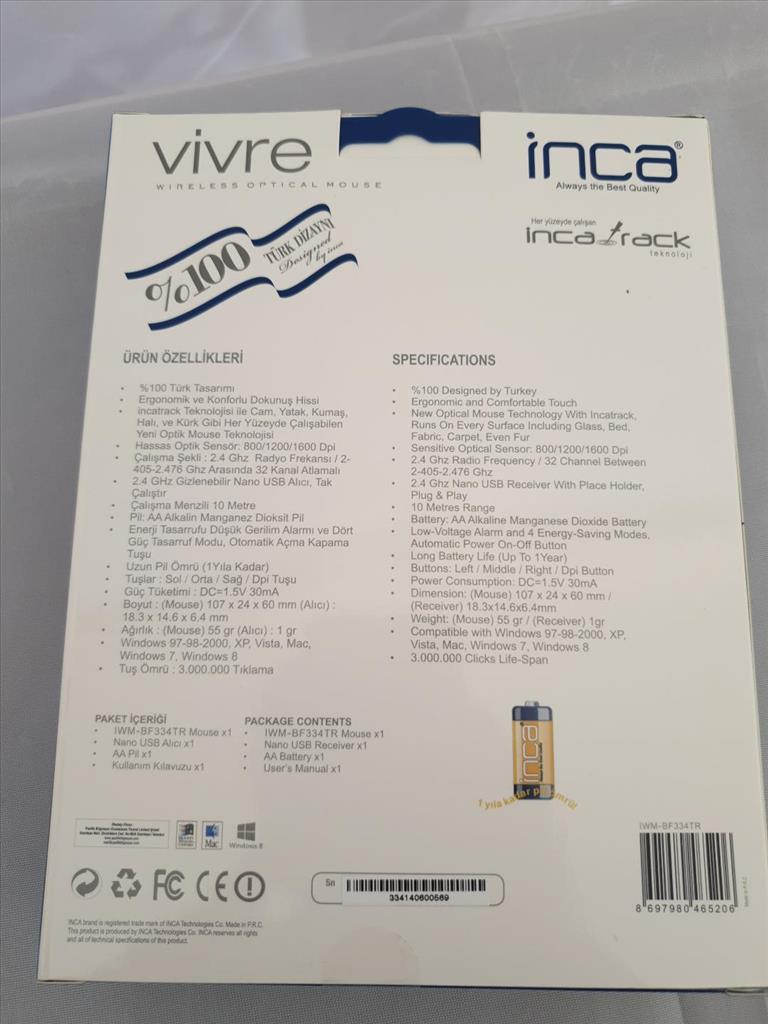 vivre
WIRELESS OPTICAL MOUSE
inca®
Always the Best Quality
Her yüzeyde çalışan
incatrack
teknoloji
%100
TÜRK DİZAYNI
Designed
by inca
ÜRÜN ÖZELLİKLERİ
• %100 Türk Tasarımı
• Ergonomik ve Konforlu Dokunuş Hissi
• incatrack Teknolojisi ile Cam, Yatak, Kumaş,
Halı, ve Kürk Gibi Her Yüzeyde Çalışabilen
Yeni Optik Mouse Teknolojisi
• Hassas Optik Sensör: 800/1200/1600 Dpi
• Çalışma Şekli : 2.4 Ghz Radyo Frekansı / 2-
405-2.476 Ghz Arasında 32 Kanal Atlamalı
• 2.4 Ghz Gizlenebilir Nano USB Alıcı, Tak
Çalıştır
• Çalışma Menzili 10 Metre
• Pil: AA Alkalin Manganez Dioksit Pil
• Enerji Tasarrufu Düşük Gerilim Alarmı ve Dört
Güç Tasarruf Modu, Otomatik Açma Kapama
Tuşu
• Uzun Pil Ömrü (1Yıla Kadar)
• Tuşlar : Sol / Orta / Sağ / Dpi Tuşu
• Güç Tüketimi : DC=1.5V 30mA
• Boyut : (Mouse) 107 x 24 x 60 mm (Alıcı) :
18.3 x 14.6 x 6.4 mm
• Ağırlık : (Mouse) 55 gr (Alıcı) : 1 gr
• Windows 97-98-2000, XP, Vista, Mac,
Windows 7, Windows 8
• Tuş Ömrü : 3.000.000 Tıklama
SPECIFICATIONS
• %100 Designed by Turkey
• Ergonomic and Comfortable Touch
• New Optical Mouse Technology With Incatrack,
Runs On Every Surface Including Glass, Bed,
Fabric, Carpet, Even Fur
• Sensitive Optical Sensor: 800/1200/1600 Dpi
• 2.4 Ghz Radio Frequency / 32 Channel Between
2-405-2.476 Ghz
• 2.4 Ghz Nano USB Receiver With Place Holder,
Plug & Play
• 10 Metres Range
• Battery: AA Alkaline Manganese Dioxide Battery
• Low-Voltage Alarm and 4 Energy-Saving Modes,
Automatic Power On-Off Button
• Long Battery Life (Up To 1Year)
• Buttons: Left / Middle / Right / Dpi Button
• Power Consumption: DC=1.5V 30mA
• Dimension: (Mouse) 107 x 24 x 60 mm /
(Receiver) 18.3x14.6x6.4mm
• Weight: (Mouse) 55 gr / (Receiver) 1gr
• Compatible with Windows 97-98-2000, XP,
Vista, Mac, Windows 7, Windows 8
• 3.000.000 Clicks Life-Span
PAKET İÇERİĞİ
• IWM-BF334TR Mouse x1
• Nano USB Alıcı x1
• AA Pil x1
• Kullanım Kılavuzu x1
PACKAGE CONTENTS
• IWM-BF334TR Mouse x1
• Nano USB Receiver x1
• AA Battery x1
• User's Manual x1
inca
Always the Best Quality
1 yıla kadar pil ömrü!
Mac
Windows 8
FC CE
Sn
334140600569
IWM-BF334TR
8 697980 465206
Made in P.R.C.
INCA brand is registered trade mark of INCA Technologies Co. Made in P.R.C.
This product is produced by INCA Technologies Co. INCA reserves all rights
and all of technical specifications of this product.